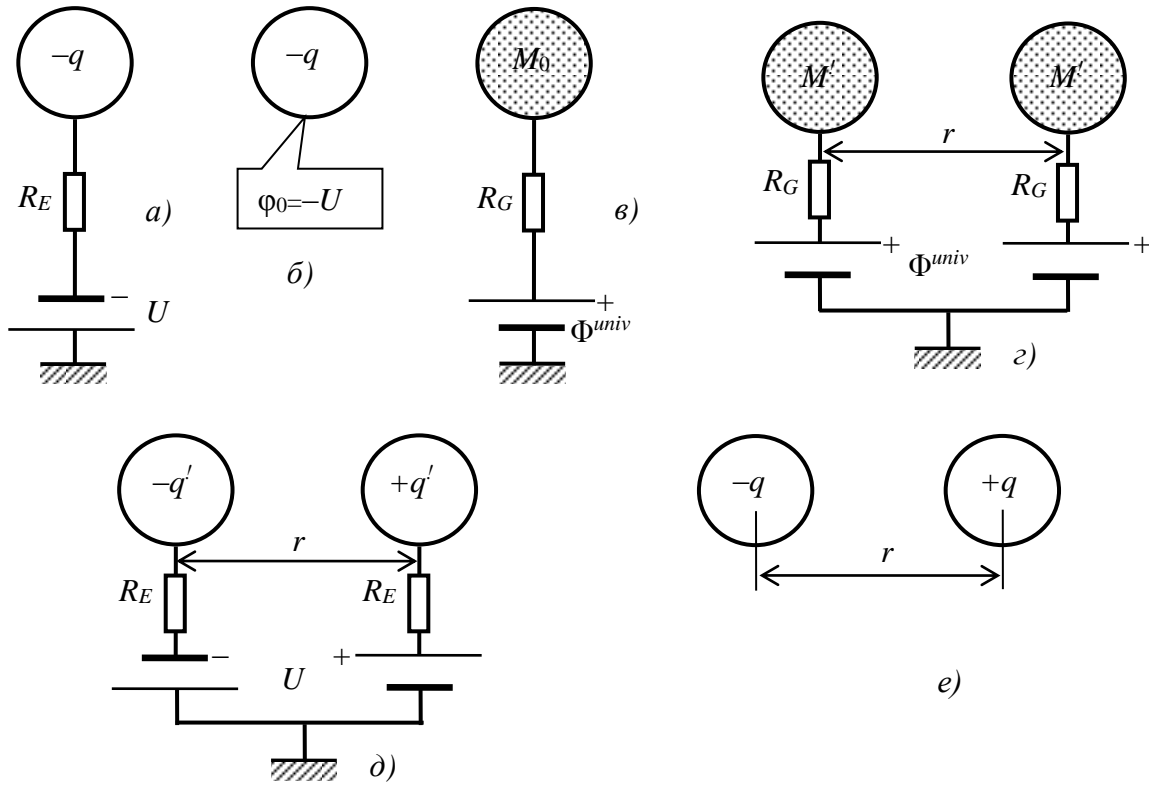 –q
R_E
–
U
а)
–q
φ0=–U
б)
M0
R_G
+
Φ^univ
в)
M^/
M^/
r
R_G
R_G
+
+
Φ^univ
г)
–q^/
+q^/
r
R_E
R_E
–
+
U
д)
–q
+q
r
е)